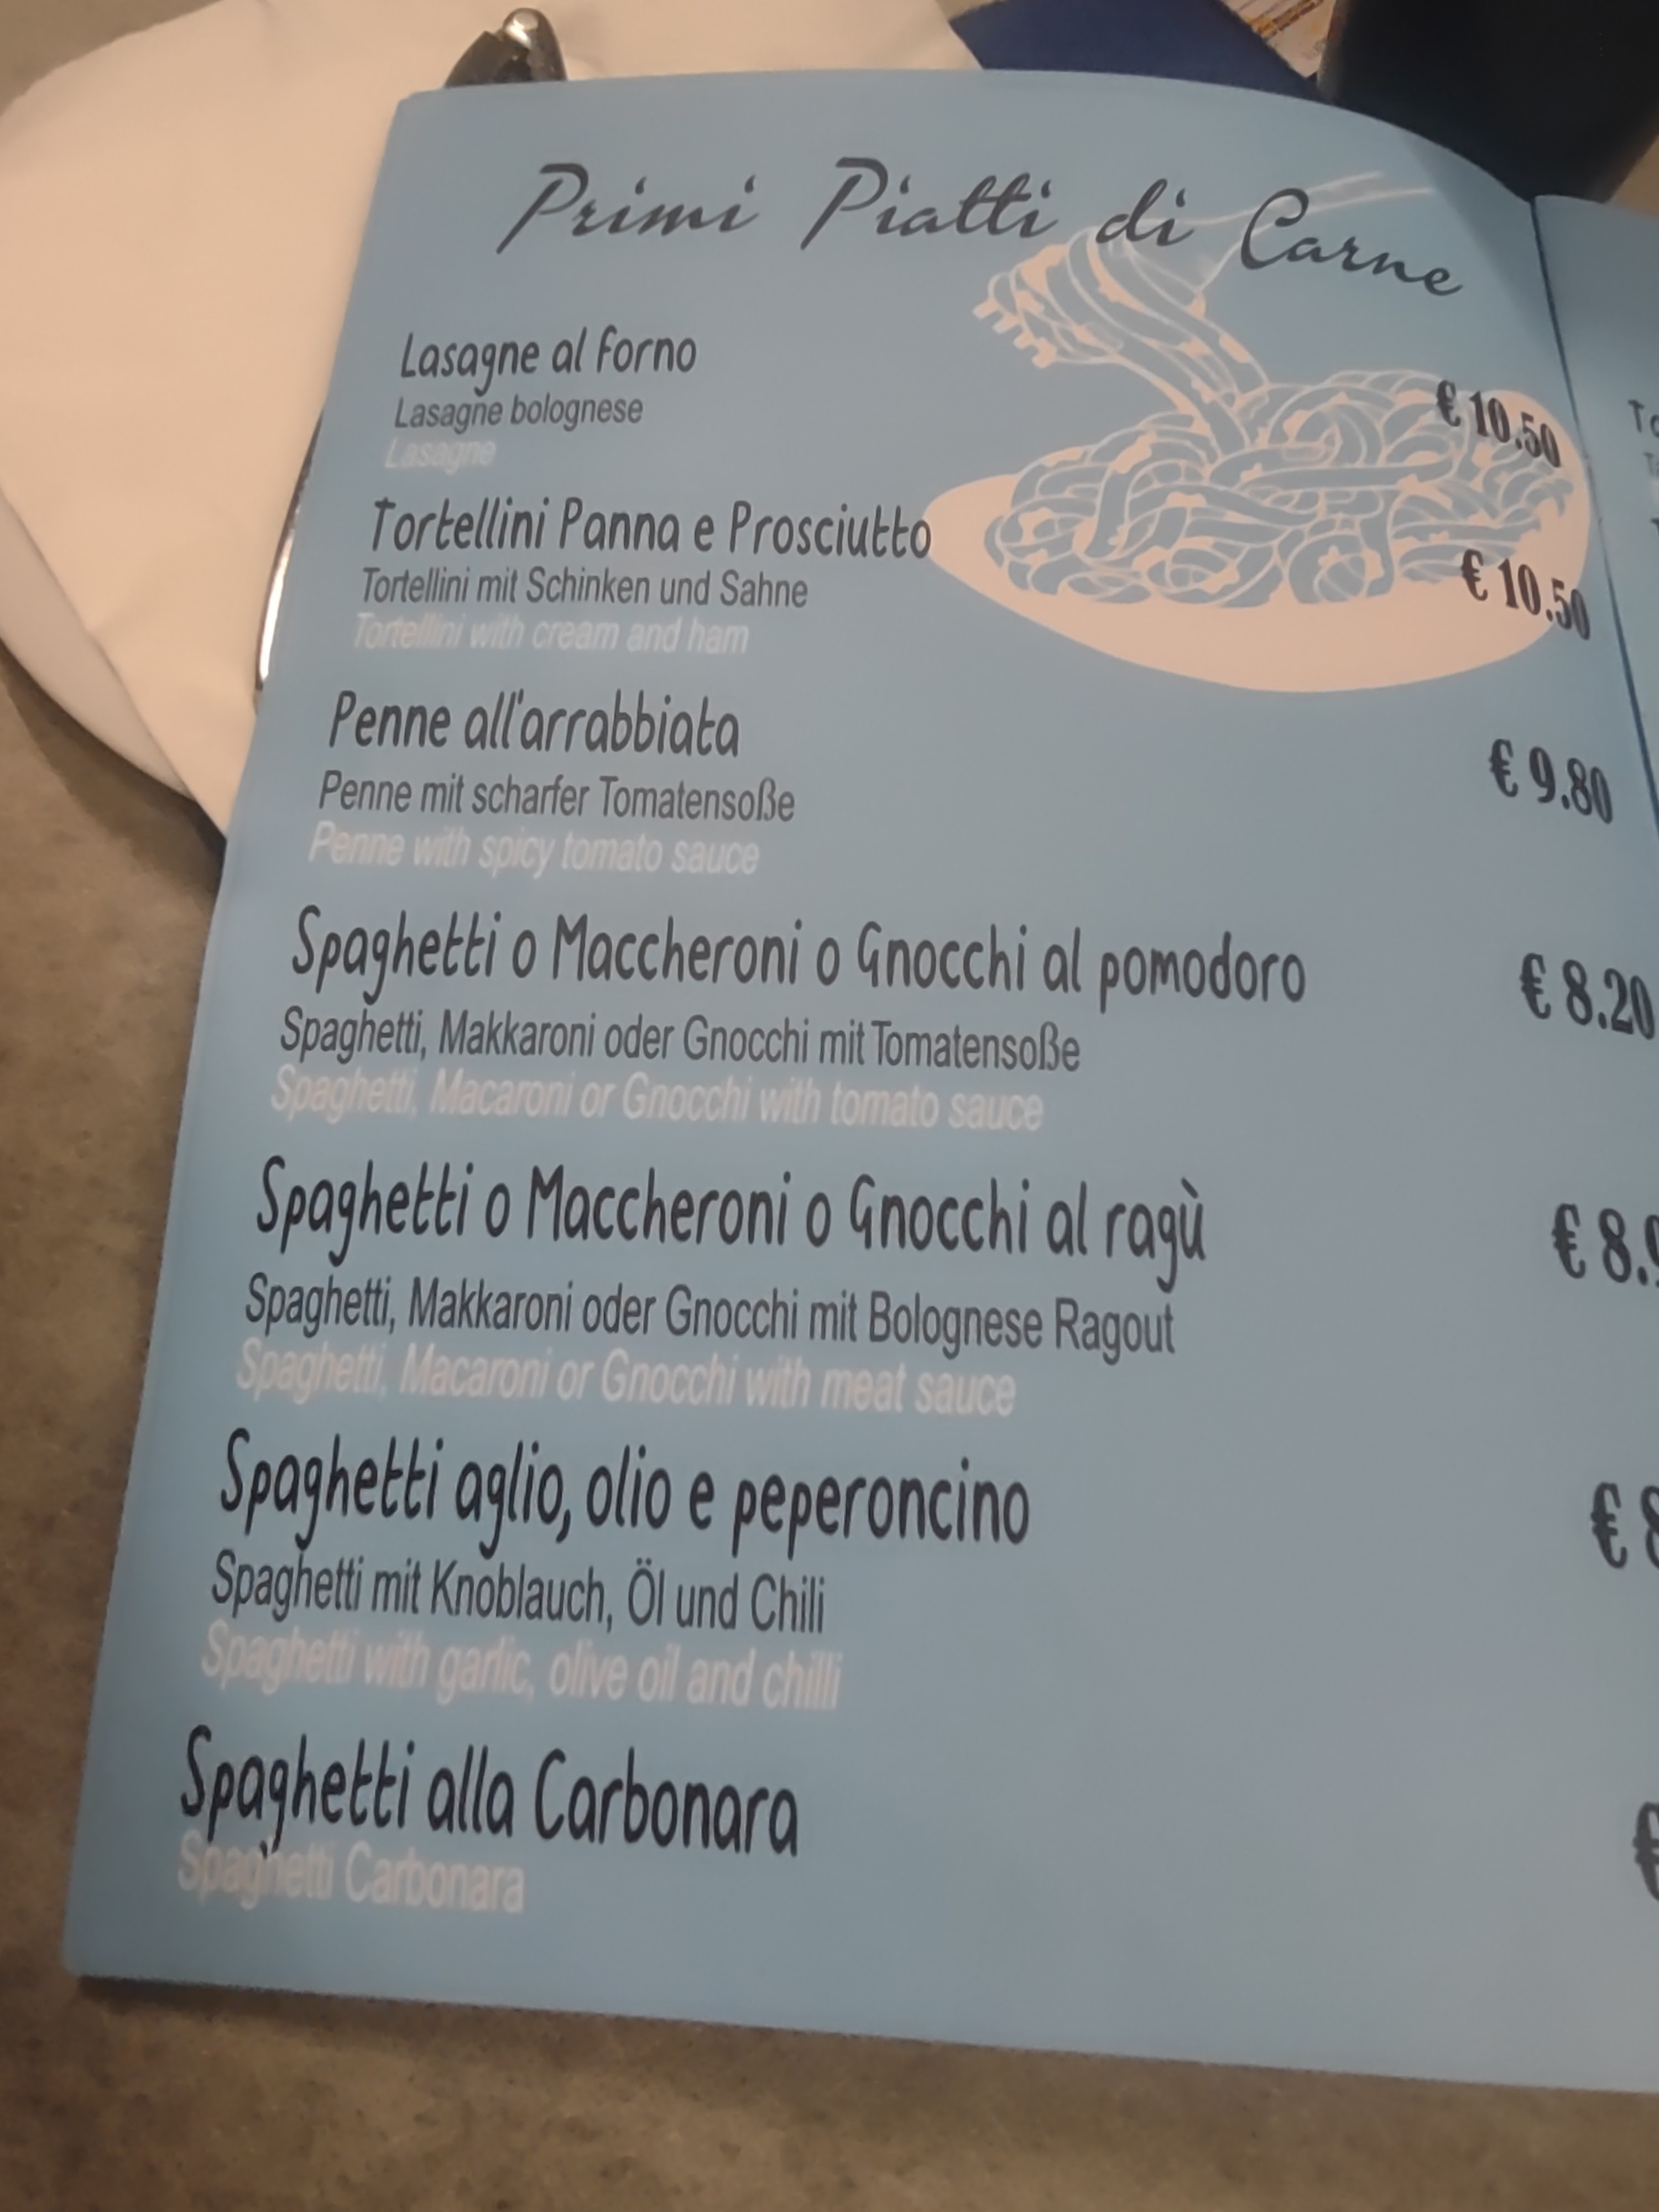 Primi Piatti di Carne
Lasagne al forno
€ 10.50
Lasagne bolognese
Lasagne
Tortellini Panna e Prosciutto
€ 10.50
Tortellini mit Schinken und Sahne
Tortellini with cream and ham
Penne all'arrabbiata
€ 9.80
Penne mit scharfer Tomatensoße
Penne with spicy tomato sauce
Spaghetti o Maccheroni o Gnocchi al pomodoro
€ 8.20
Spaghetti, Makkaroni oder Gnocchi mit Tomatensoße
Spaghetti, Macaroni or Gnocchi with tomato sauce
Spaghetti o Maccheroni o Gnocchi al ragù
€ 8.9
Spaghetti, Makkaroni oder Gnocchi mit Bolognese Ragout
Spaghetti, Macaroni or Gnocchi with meat sauce
Spaghetti aglio, olio e peperoncino
€ 8
Spaghetti mit Knoblauch, Öl und Chili
Spaghetti with garlic, olive oil and chilli
Spaghetti alla Carbonara
€
Spaghetti Carbonara